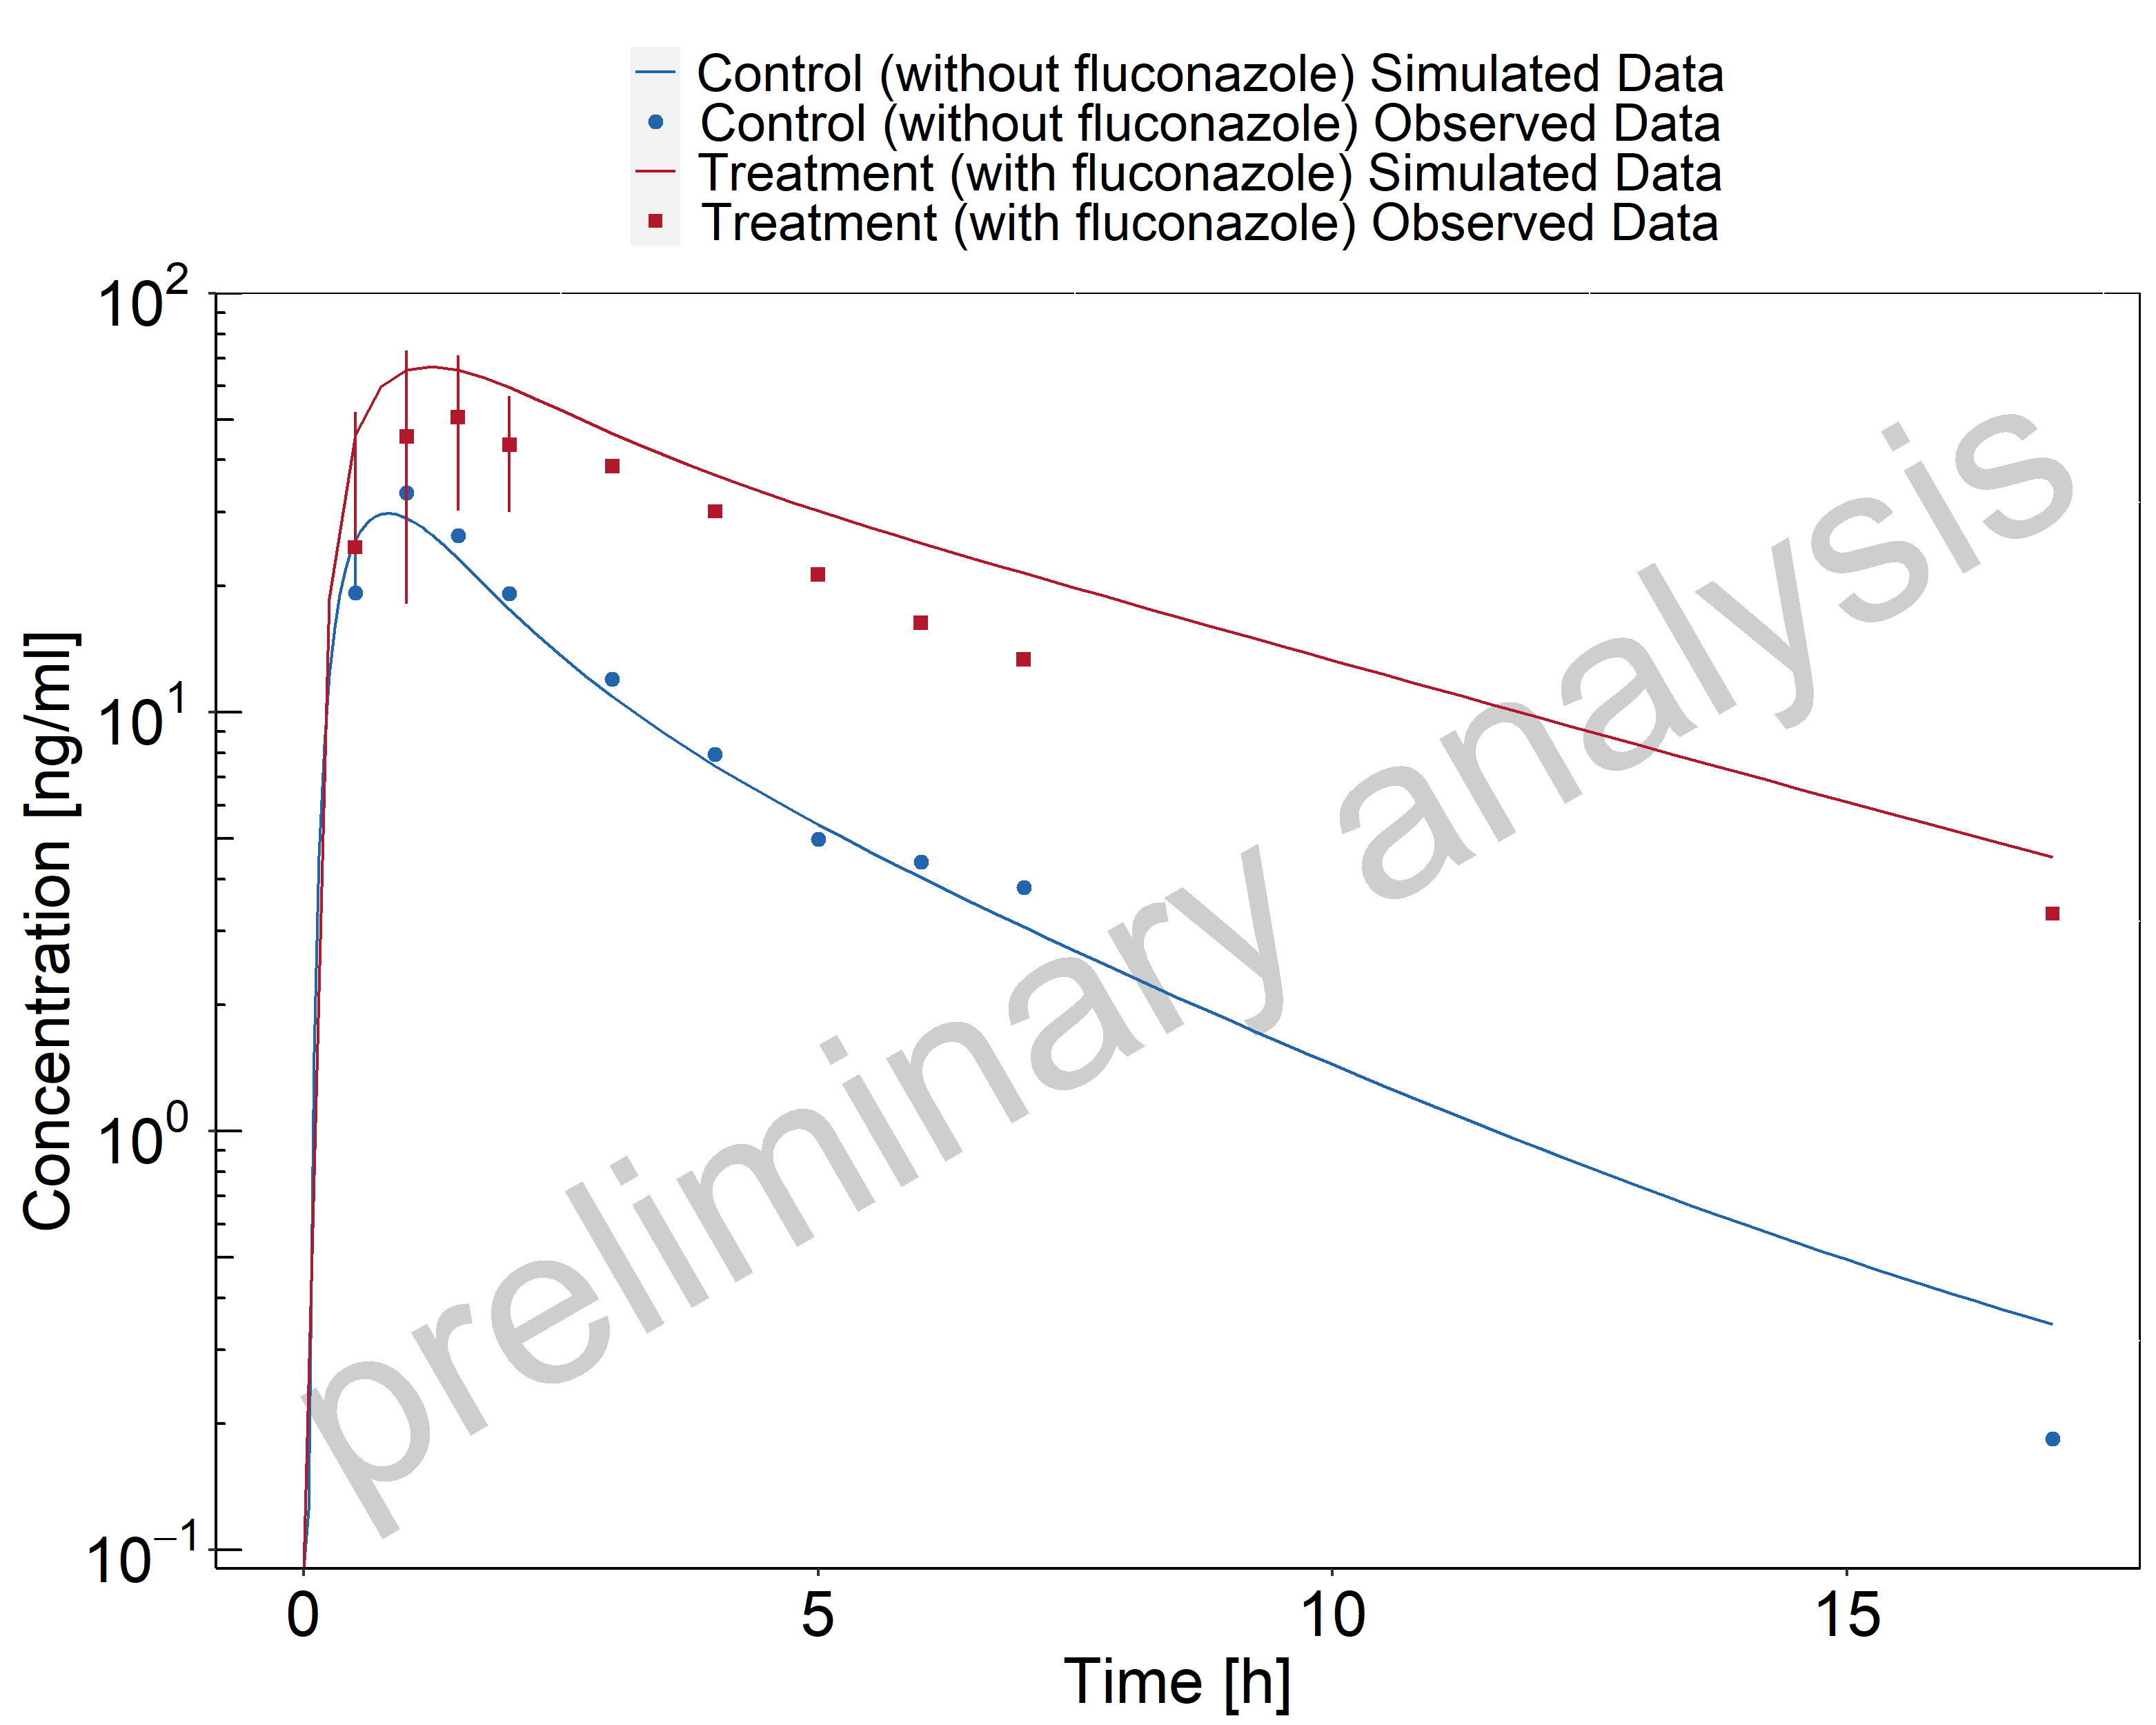 Control (without fluconazole) Simulated Data
Control (without fluconazole) Observed Data
Treatment (with fluconazole) Simulated Data
Treatment (with fluconazole) Observed Data
10²
10¹
10⁰
10⁻¹
Concentration [ng/ml]
preliminary analysis
0 5 10 15
Time [h]